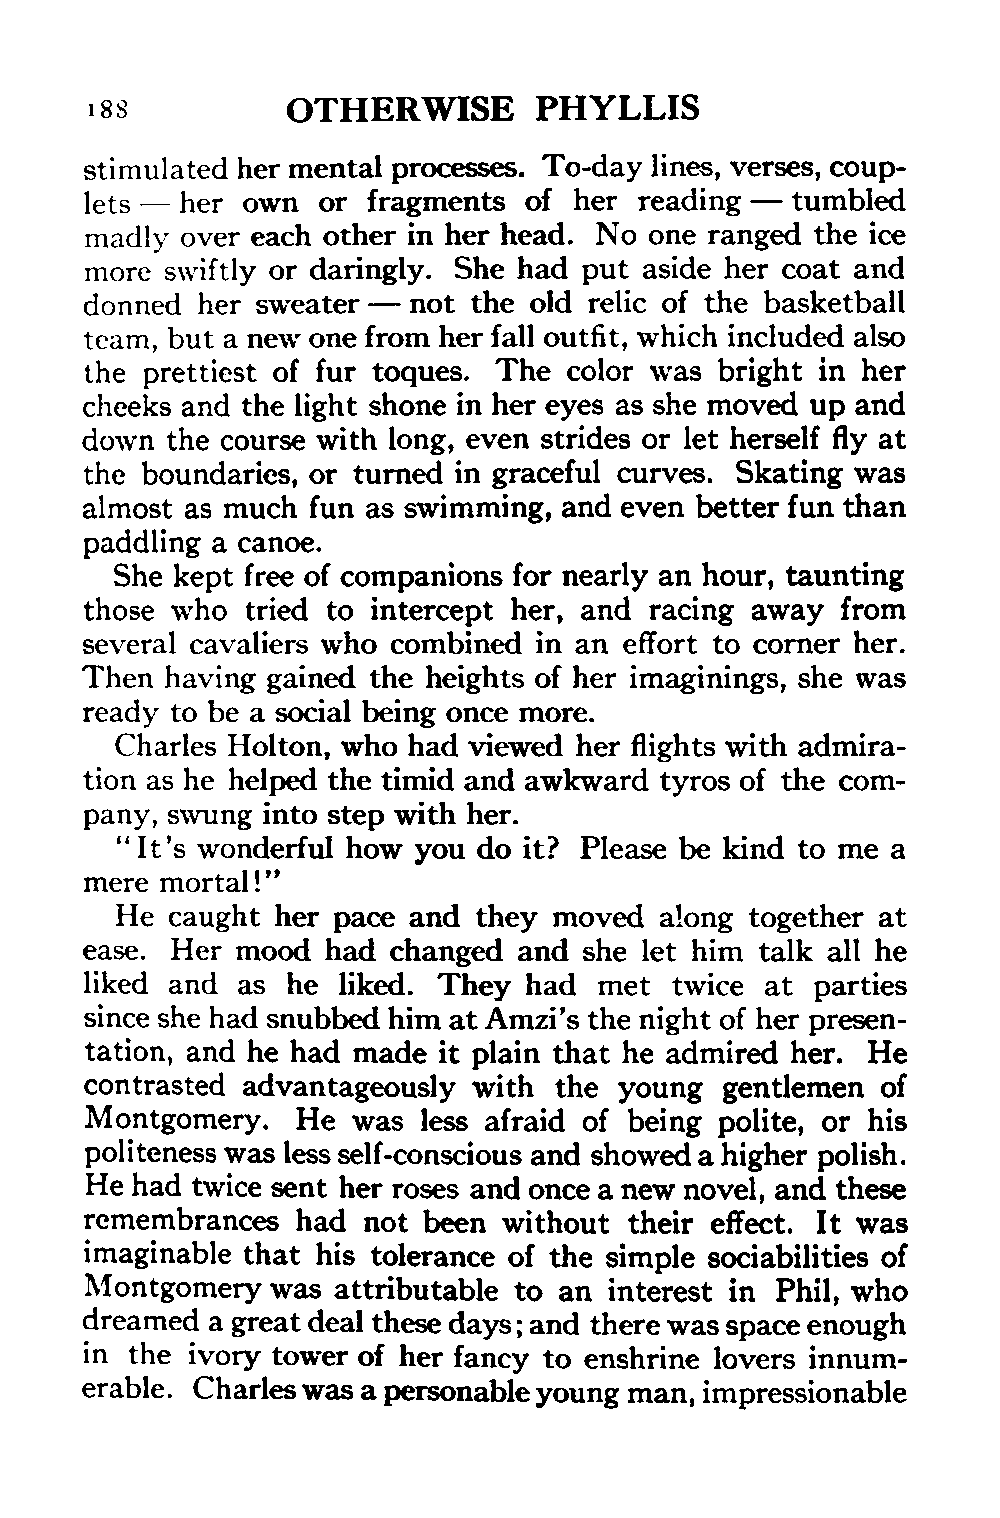 188 OTHERWISE PHYLLIS
stimulated her mental processes. To-day lines, verses, coup-
lets — her own or fragments of her reading — tumbled
madly over each other in her head. No one ranged the ice
more swiftly or daringly. She had put aside her coat and
donned her sweater — not the old relic of the basketball
team, but a new one from her fall outfit, which included also
the prettiest of fur toques. The color was bright in her
cheeks and the light shone in her eyes as she moved up and
down the course with long, even strides or let herself fly at
the boundaries, or turned in graceful curves. Skating was
almost as much fun as swimming, and even better fun than
paddling a canoe.
She kept free of companions for nearly an hour, taunting
those who tried to intercept her, and racing away from
several cavaliers who combined in an effort to corner her.
Then having gained the heights of her imaginings, she was
ready to be a social being once more.
Charles Holton, who had viewed her flights with admira-
tion as he helped the timid and awkward tyros of the com-
pany, swung into step with her.
"It's wonderful how you do it? Please be kind to me a
mere mortal!"
He caught her pace and they moved along together at
ease. Her mood had changed and she let him talk all he
liked and as he liked. They had met twice at parties
since she had snubbed him at Amzi's the night of her presen-
tation, and he had made it plain that he admired her. He
contrasted advantageously with the young gentlemen of
Montgomery. He was less afraid of being polite, or his
politeness was less self-conscious and showed a higher polish.
He had twice sent her roses and once a new novel, and these
remembrances had not been without their effect. It was
imaginable that his tolerance of the simple sociabilities of
Montgomery was attributable to an interest in Phil, who
dreamed a great deal these days; and there was space enough
in the ivory tower of her fancy to enshrine lovers innum-
erable. Charles was a personable young man, impressionable